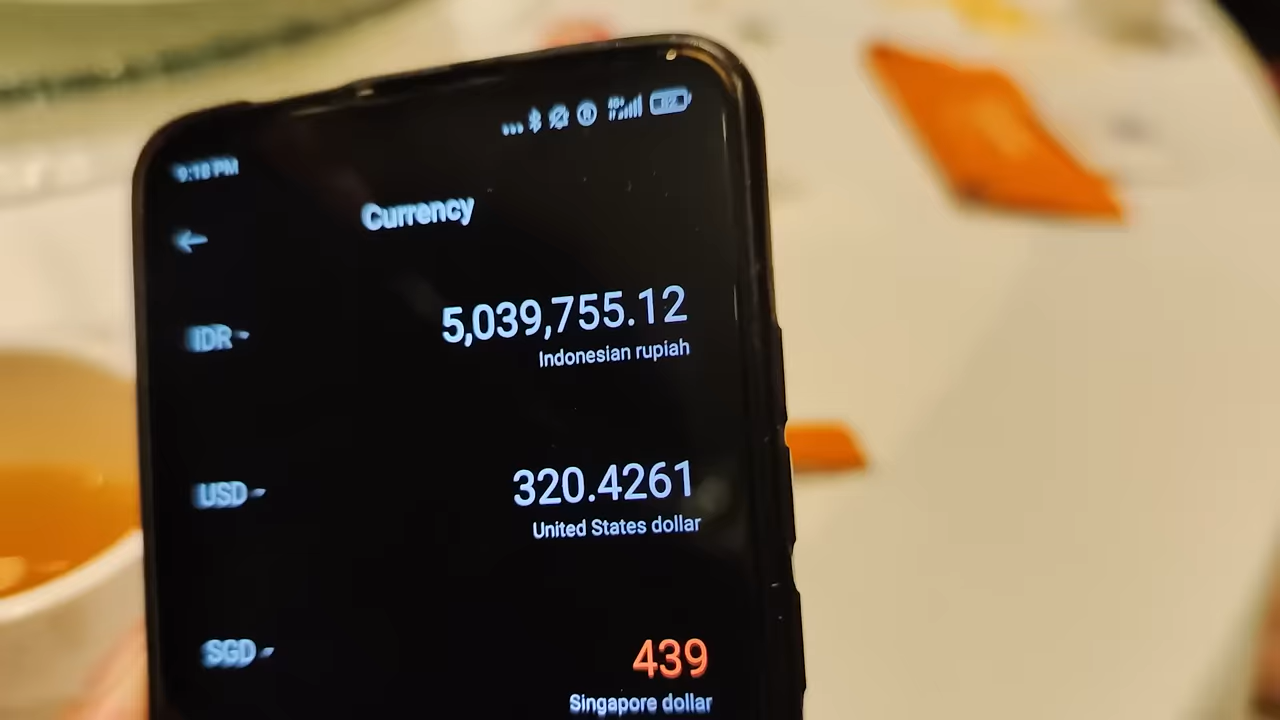 9:18 PM
Currency
IDR
5,039,755.12
Indonesian rupiah
USD
320.4261
United States dollar
SGD
439
Singapore dollar